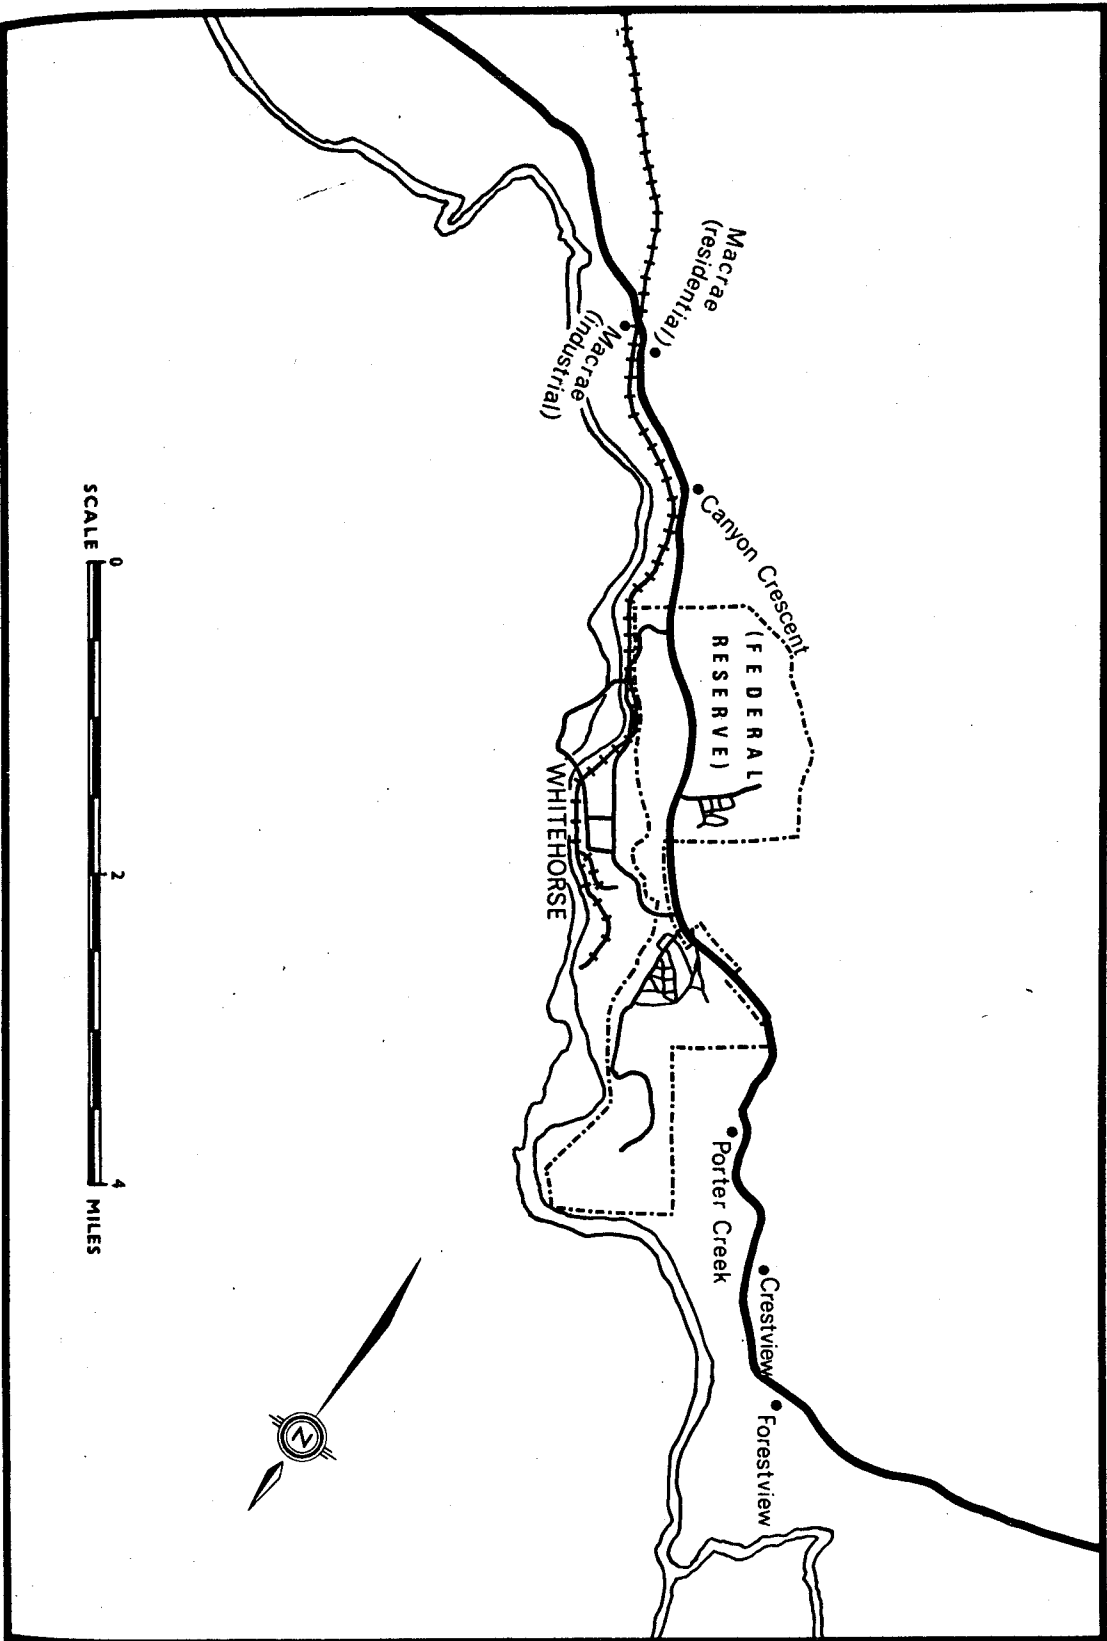 Macrae
(residential)
Macrae
(industrial)
Canyon Crescent
(FEDERAL
RESERVE)
WHITEHORSE
Porter Creek
Crestview
Forestview
SCALE 0 2 4 MILES
N